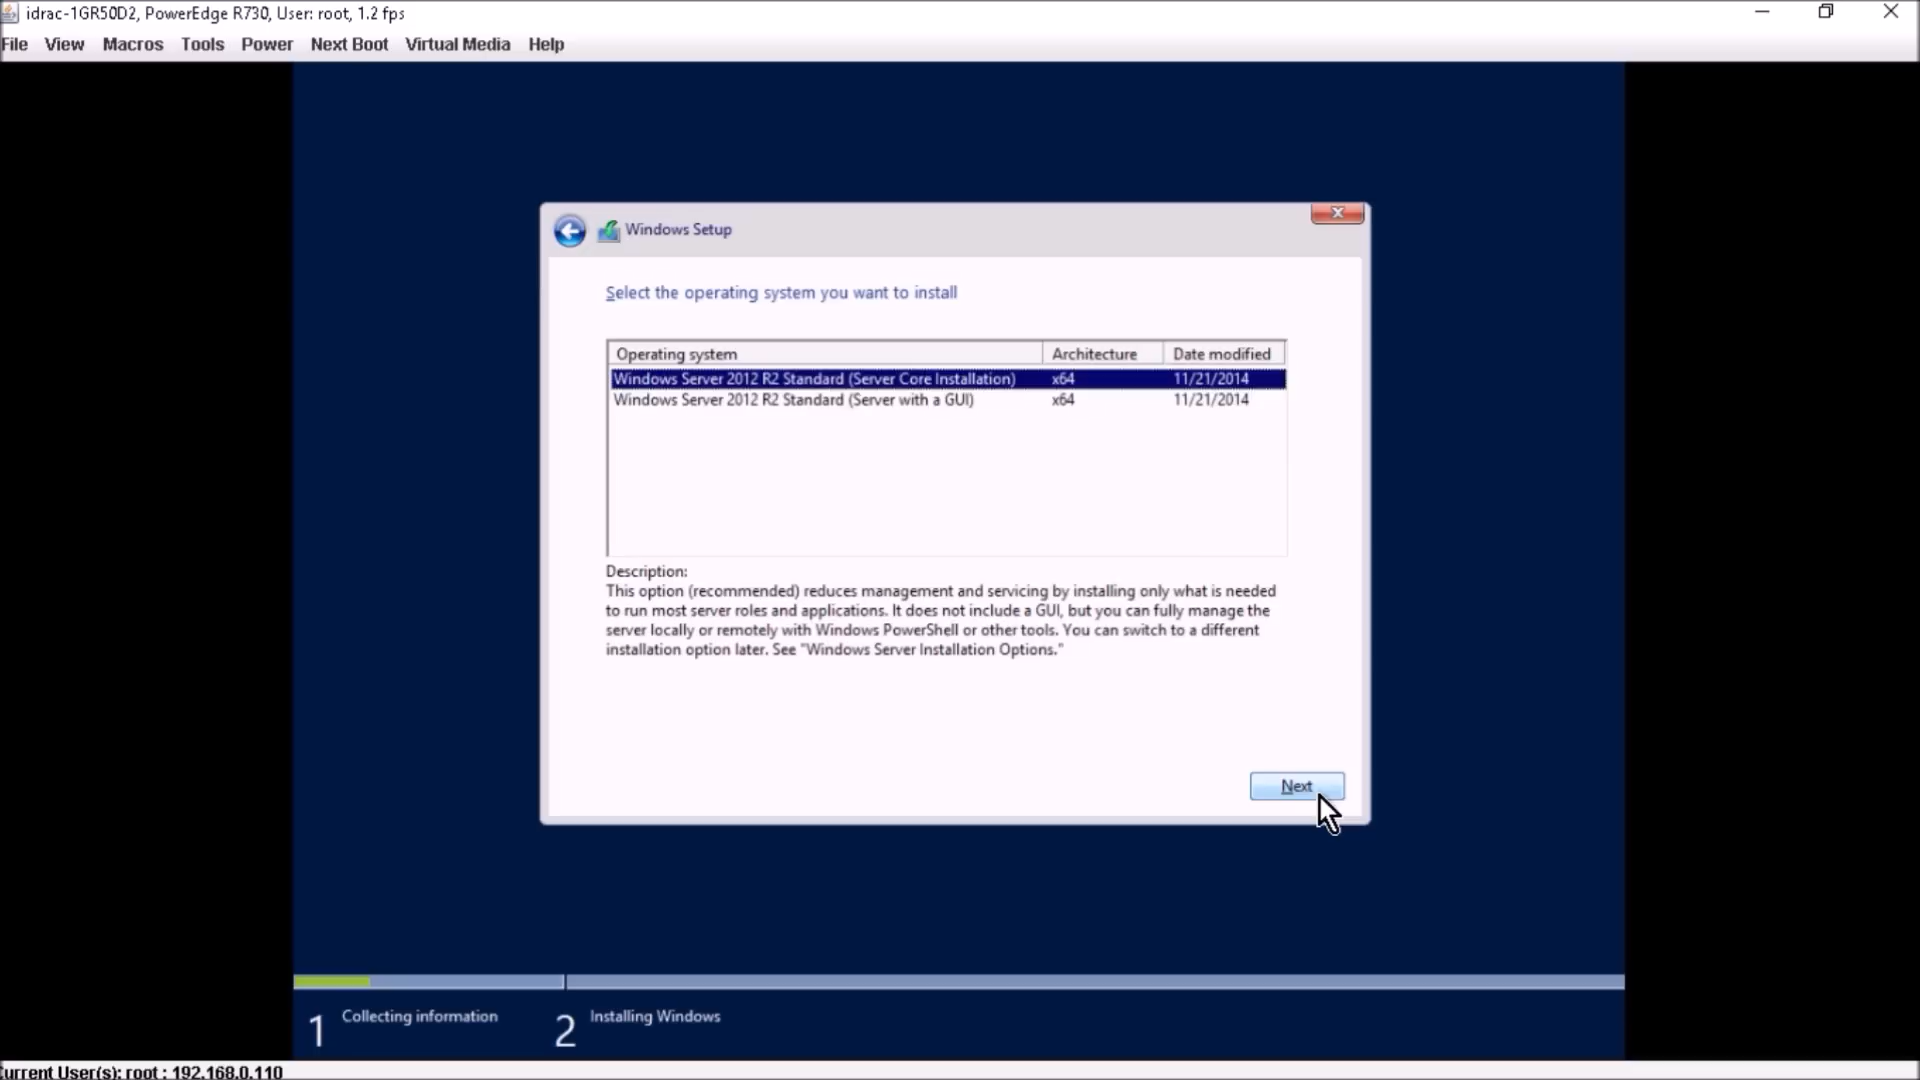 idrac-1GR50D2, PowerEdge R730, User: root, 1.2 fps
File View Macros Tools Power Next Boot Virtual Media Help
Windows Setup
Select the operating system you want to install
Operating system Architecture Date modified
Windows Server 2012 R2 Standard (Server Core Installation) x64 11/21/2014
Windows Server 2012 R2 Standard (Server with a GUI) x64 11/21/2014
Description:
This option (recommended) reduces management and servicing by installing only what is needed
to run most server roles and applications. It does not include a GUI, but you can fully manage the
server locally or remotely with Windows PowerShell or other tools. You can switch to a different
installation option later. See "Windows Server Installation Options."
Next
1 Collecting information 2 Installing Windows
Current User(s): root : 192.168.0.110